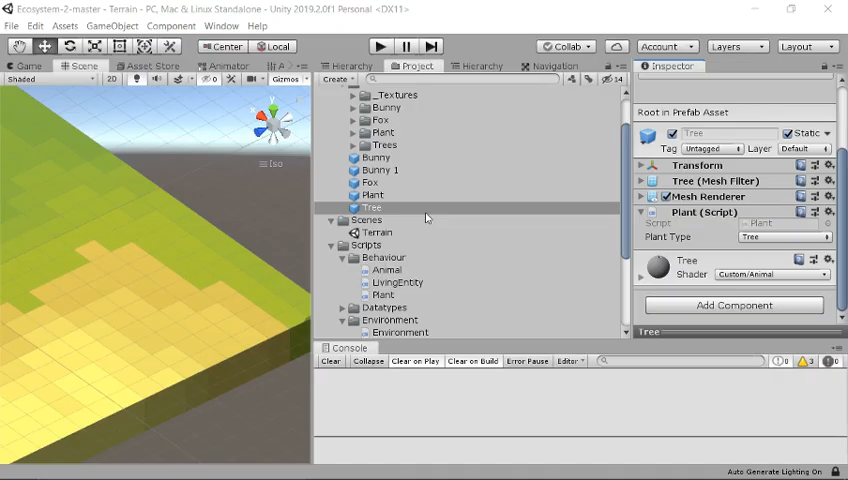 Ecosystem-2-master - Terrain - PC, Mac & Linux Standalone - Unity 2019.2.0f1 Personal <DX11>
File Edit Assets GameObject Component Window Help
Center Local Collab Account Layers Layout
Game Scene Asset Store Animator A Hierarchy Project Hierarchy Navigation Inspector
Shaded 2D 0 Gizmos Create 14
Iso
_Textures
Bunny
Fox
Plant
Trees
Bunny
Bunny 1
Fox
Plant
Tree
Scenes
Terrain
Scripts
Behaviour
Animal
LivingEntity
Plant
Datatypes
Environment
Environment
Root in Prefab Asset
Tree Static
Tag Untagged Layer Default
Transform
Tree (Mesh Filter)
Mesh Renderer
Plant (Script)
Script Plant
Plant Type Tree
Tree
Shader Custom/Animal
Add Component
Tree
Console
Clear Collapse Clear on Play Clear on Build Error Pause Editor 0 3 0
Auto Generate Lighting On